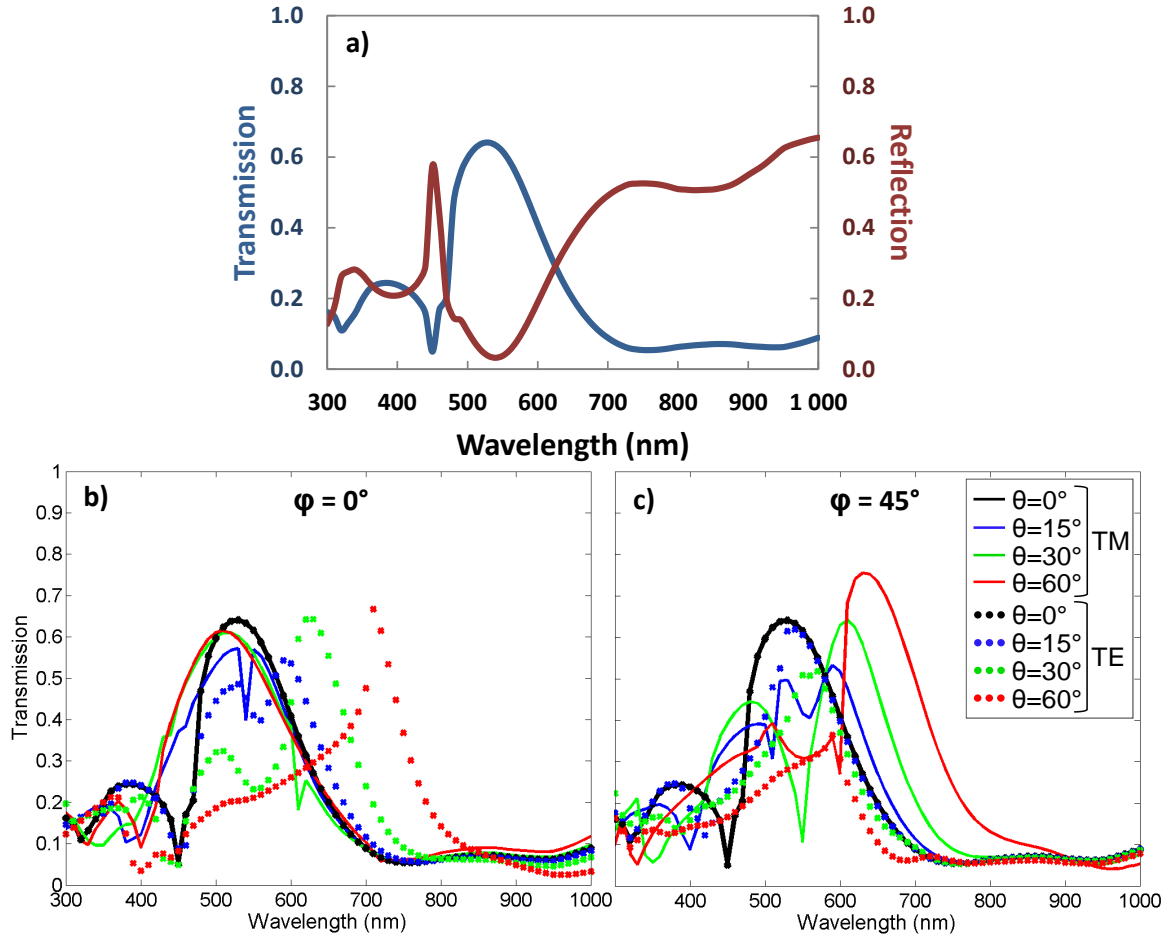 a)
1.0
0.8
0.6
0.4
0.2
0.0
Transmission
1.0
0.8
0.6
0.4
0.2
0.0
Reflection
300 400 500 600 700 800 900 1 000
Wavelength (nm)
b)
φ = 0°
1
0.9
0.8
0.7
0.6
0.5
0.4
0.3
0.2
0.1
0
Transmission
300 400 500 600 700 800 900 1000
Wavelength (nm)
c)
φ = 45°
θ=0°
θ=15°
θ=30°
θ=60°
TM
θ=0°
θ=15°
θ=30°
θ=60°
TE
400 500 600 700 800 900 1000
Wavelength (nm)